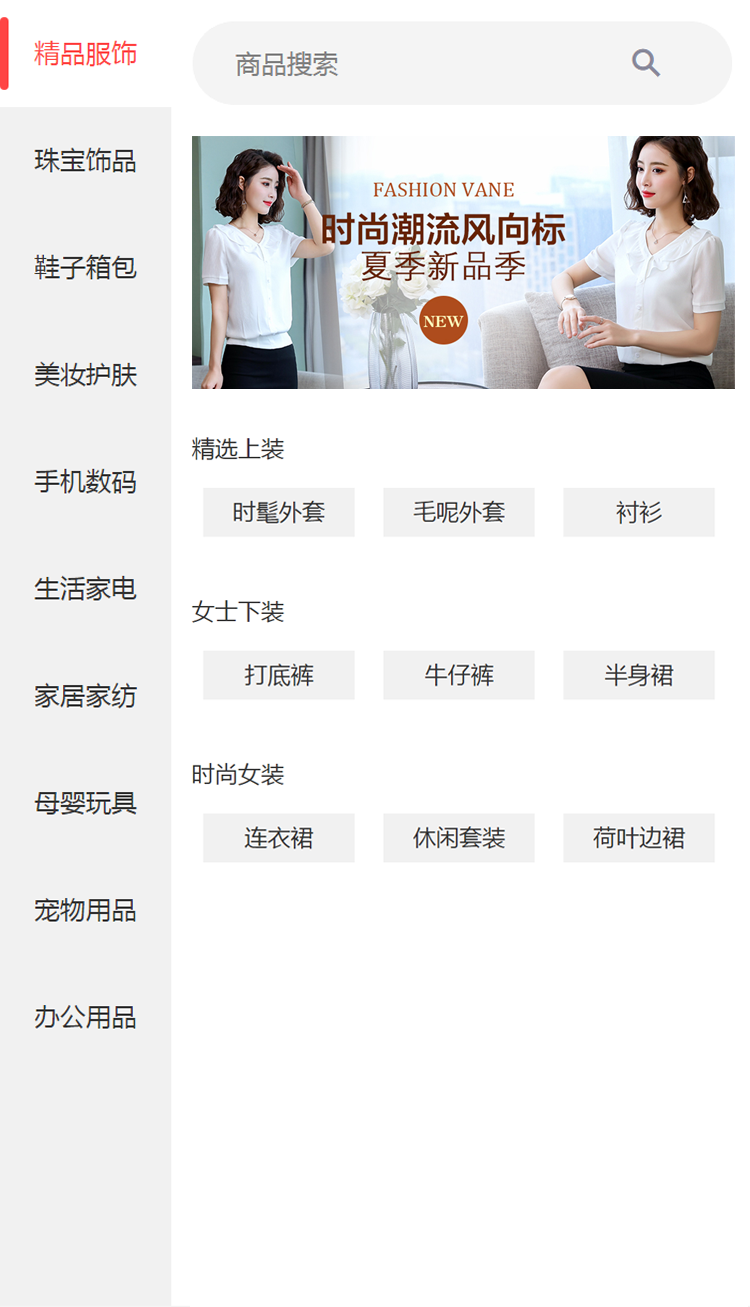 精品服饰
珠宝饰品
鞋子箱包
美妆护肤
手机数码
生活家电
家居家纺
母婴玩具
宠物用品
办公用品
商品搜索
FASHION VANE
时尚潮流风向标
夏季新品季
NEW
精选上装
时髦外套 毛呢外套 衬衫
女士下装
打底裤 牛仔裤 半身裙
时尚女装
连衣裙 休闲套装 荷叶边裙